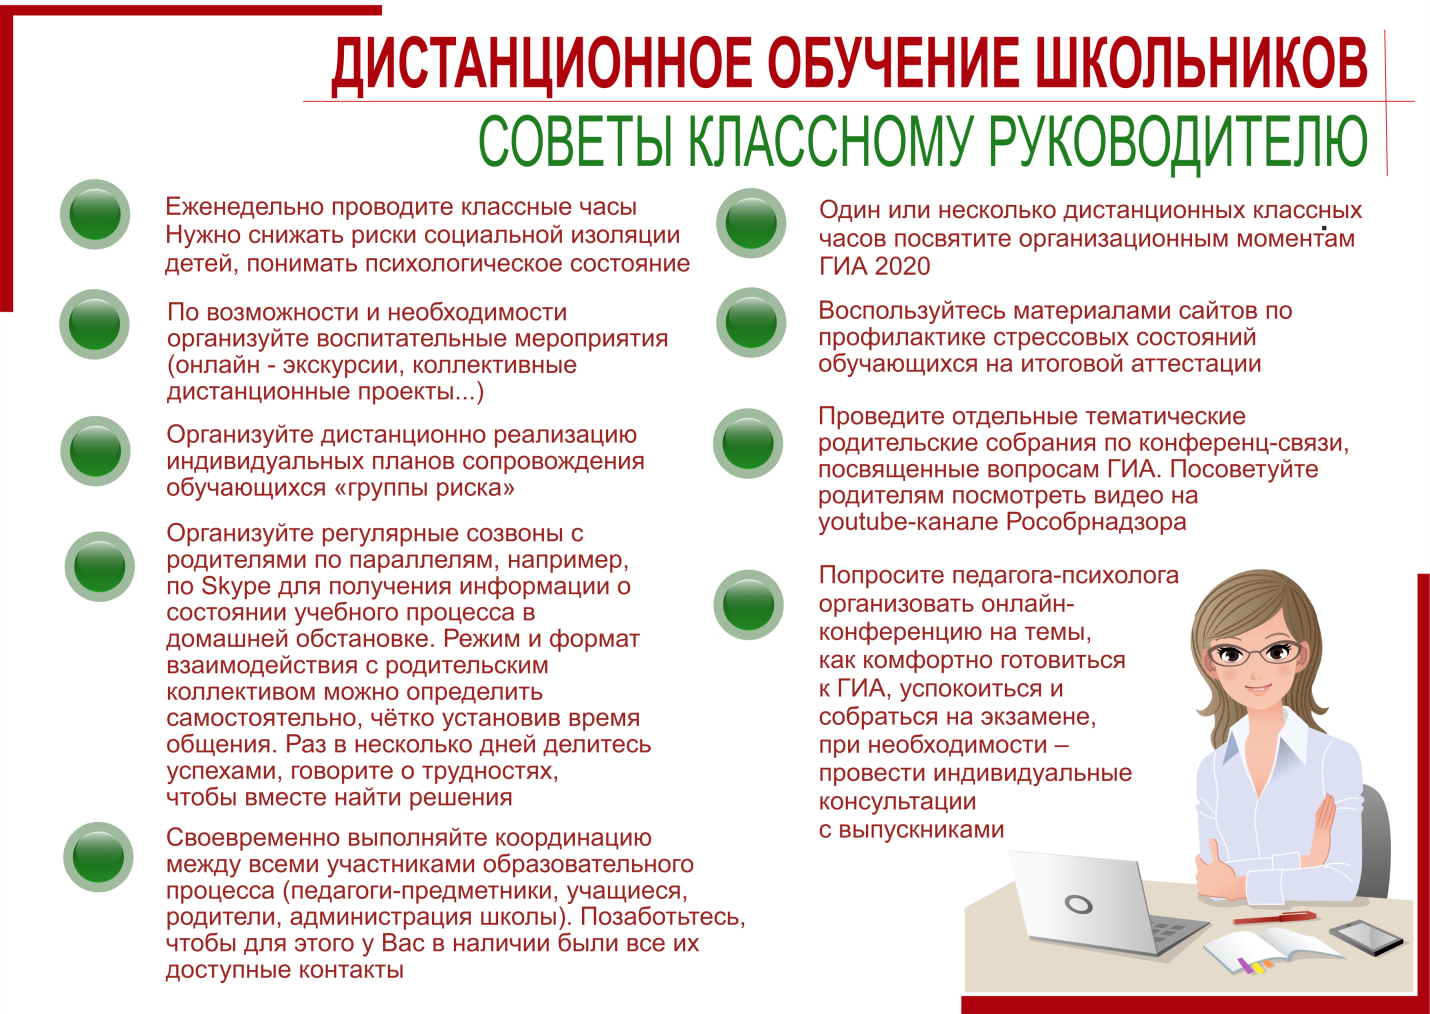 ДИСТАНЦИОННОЕ ОБУЧЕНИЕ ШКОЛЬНИКОВ
СОВЕТЫ КЛАССНОМУ РУКОВОДИТЕЛЮ
Еженедельно проводите классные часы
Нужно снижать риски социальной изоляции
детей, понимать психологическое состояние
По возможности и необходимости
организуйте воспитательные мероприятия
(онлайн - экскурсии, коллективные
дистанционные проекты...)
Организуйте дистанционно реализацию
индивидуальных планов сопровождения
обучающихся «группы риска»
Организуйте регулярные созвоны с
родителями по параллелям, например,
по Skype для получения информации о
состоянии учебного процесса в
домашней обстановке. Режим и формат
взаимодействия с родительским
коллективом можно определить
самостоятельно, чётко установив время
общения. Раз в несколько дней делитесь
успехами, говорите о трудностях,
чтобы вместе найти решения
Своевременно выполняйте координацию
между всеми участниками образовательного
процесса (педагоги-предметники, учащиеся,
родители, администрация школы). Позаботьтесь,
чтобы для этого у Вас в наличии были все их
доступные контакты
Один или несколько дистанционных классных
часов посвятите организационным моментам
ГИА 2020
Воспользуйтесь материалами сайтов по
профилактике стрессовых состояний
обучающихся на итоговой аттестации
Проведите отдельные тематические
родительские собрания по конференц-связи,
посвященные вопросам ГИА. Посоветуйте
родителям посмотреть видео на
youtube-канале Рособрнадзора
Попросите педагога-психолога
организовать онлайн-
конференцию на темы,
как комфортно готовиться
к ГИА, успокоиться и
собраться на экзамене,
при необходимости –
провести индивидуальные
консультации
с выпускниками